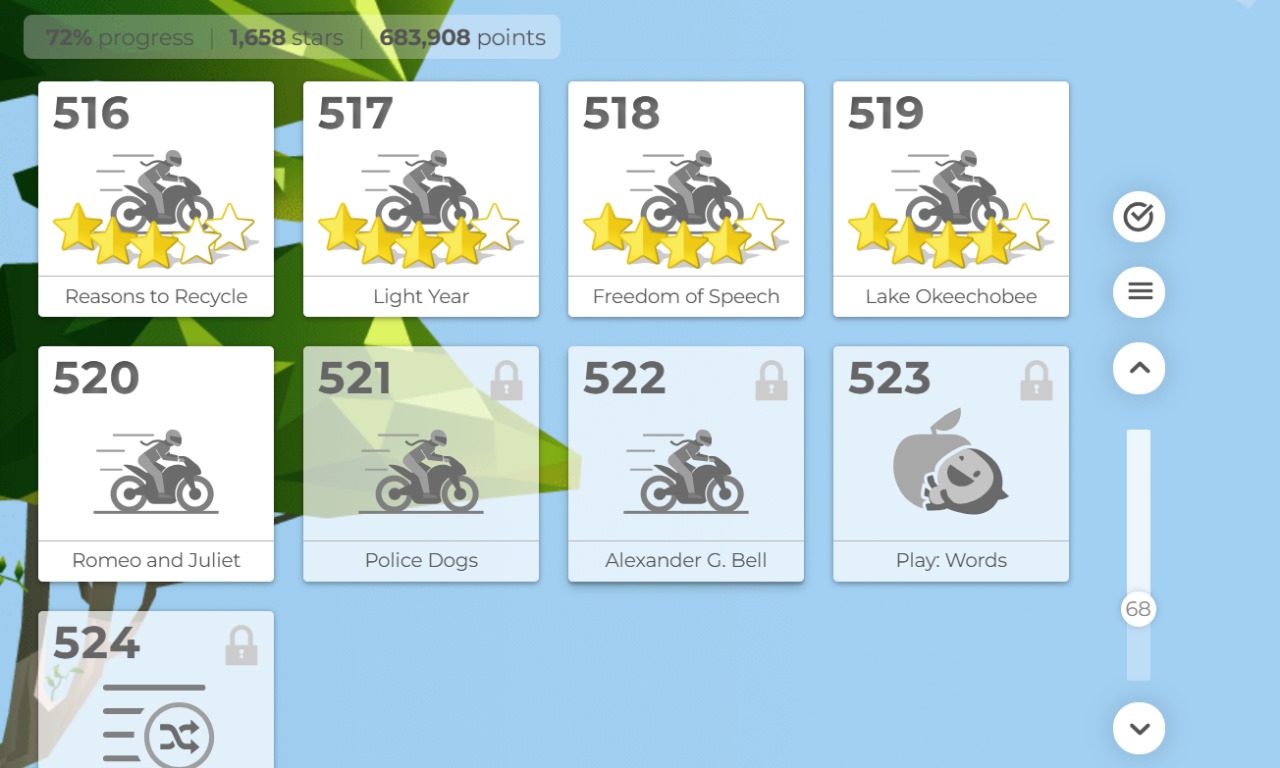 72% progress | 1,658 stars | 683,908 points
516
517
518
519
Reasons to Recycle
Light Year
Freedom of Speech
Lake Okeechobee
520
521
522
523
Romeo and Juliet
Police Dogs
Alexander G. Bell
Play: Words
68
524